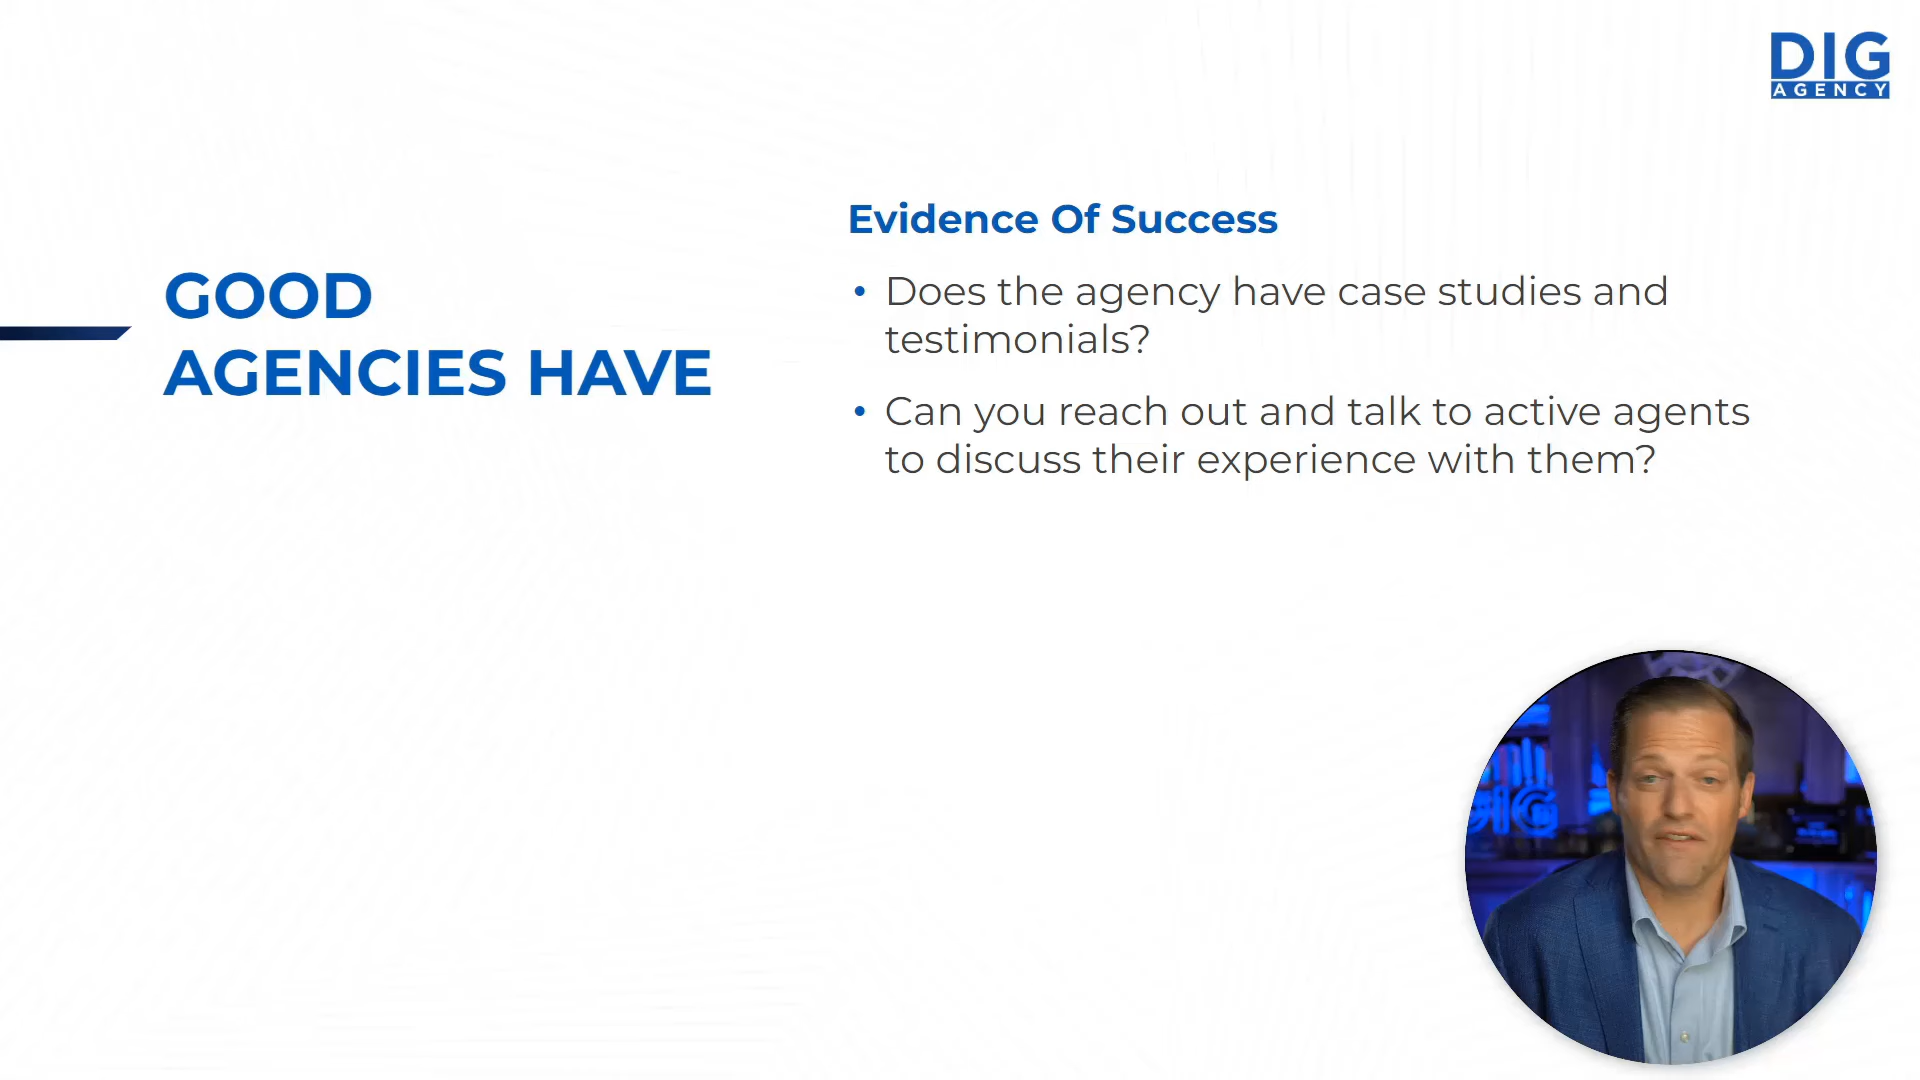 DIG
AGENCY
GOOD
AGENCIES HAVE
Evidence Of Success
• Does the agency have case studies and
testimonials?
• Can you reach out and talk to active agents
to discuss their experience with them?
DIG